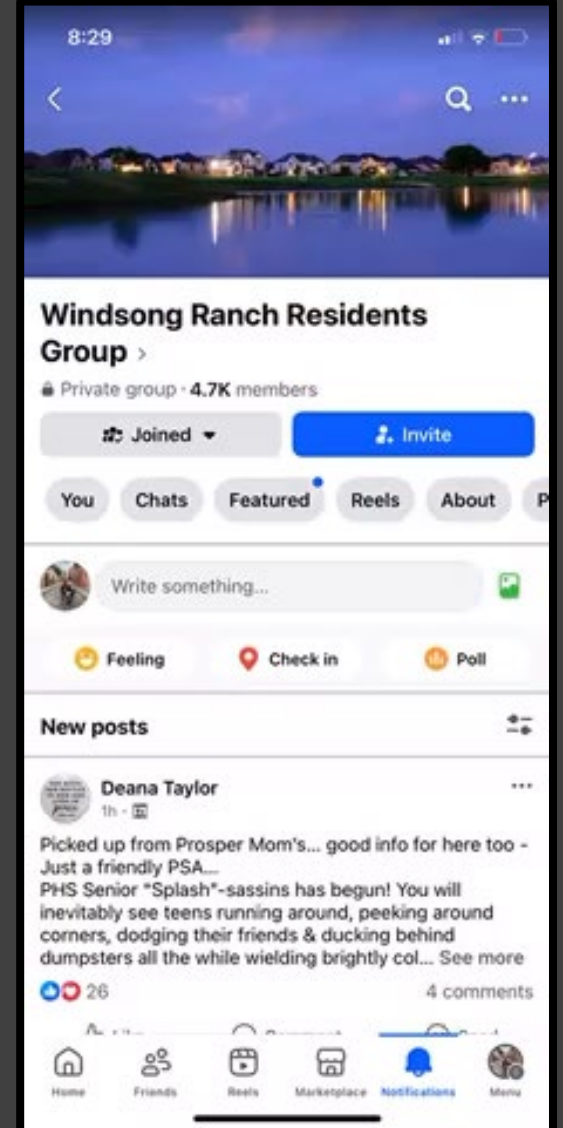 8:29
Windsong Ranch Residents
Group >
Private group · 4.7K members
Joined
Invite
You Chats Featured Reels About P
Write something...
Feeling Check in Poll
New posts
Deana Taylor
1h ·
Picked up from Prosper Mom's... good info for here too -
Just a friendly PSA...
PHS Senior "Splash"-sassins has begun! You will
inevitably see teens running around, peeking around
corners, dodging their friends & ducking behind
dumpsters all the while wielding brightly col... See more
26 4 comments
Home Friends Reels Marketplace Notifications Menu